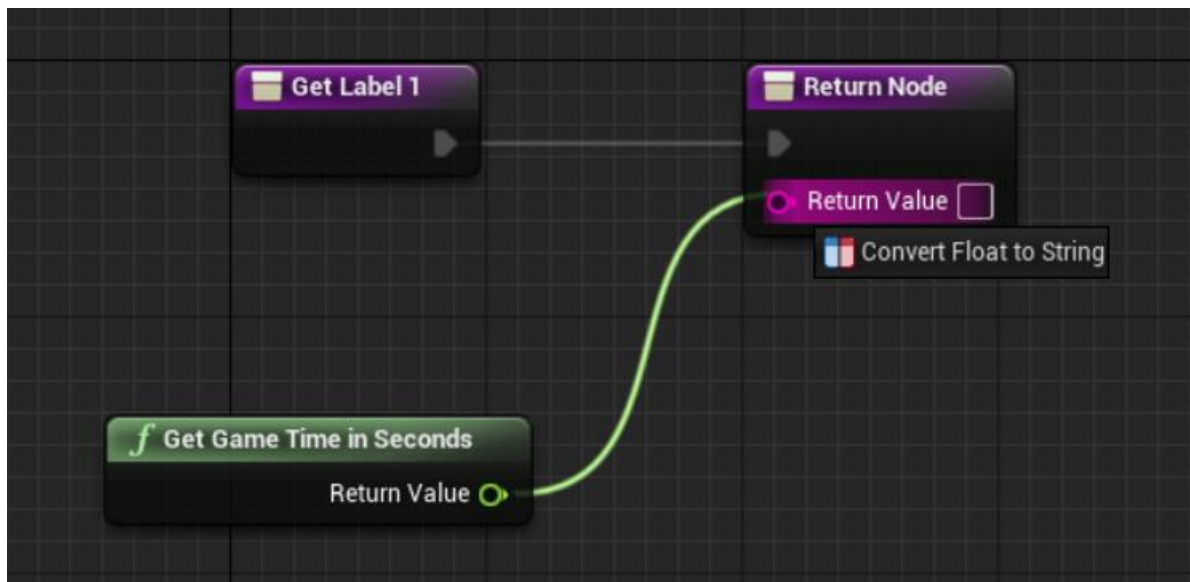 Get Label 1
Return Node
Return Value
Convert Float to String
f Get Game Time in Seconds
Return Value